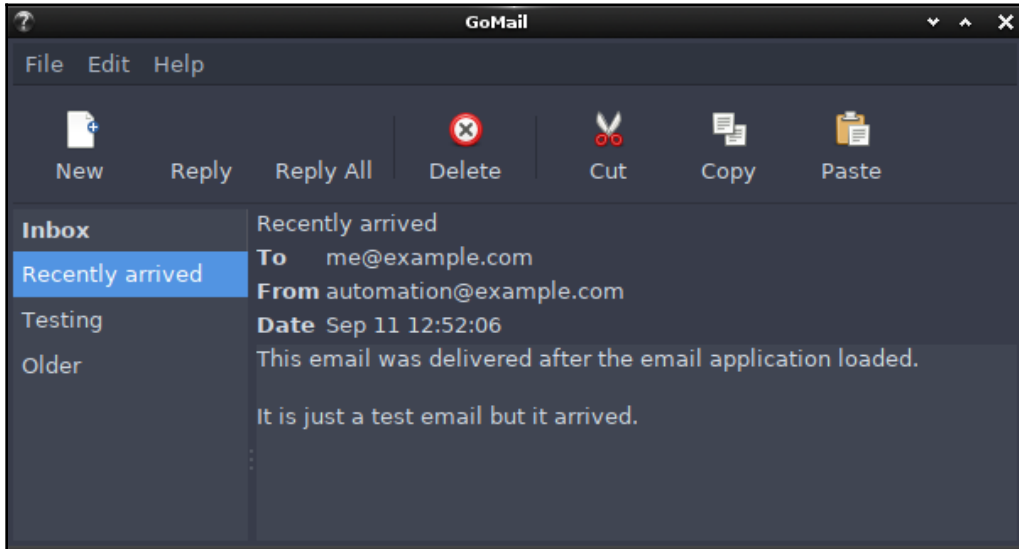 GoMail
File Edit Help
New Reply Reply All Delete Cut Copy Paste
Inbox
Recently arrived
Testing
Older
Recently arrived
To me@example.com
From automation@example.com
Date Sep 11 12:52:06
This email was delivered after the email application loaded.
It is just a test email but it arrived.